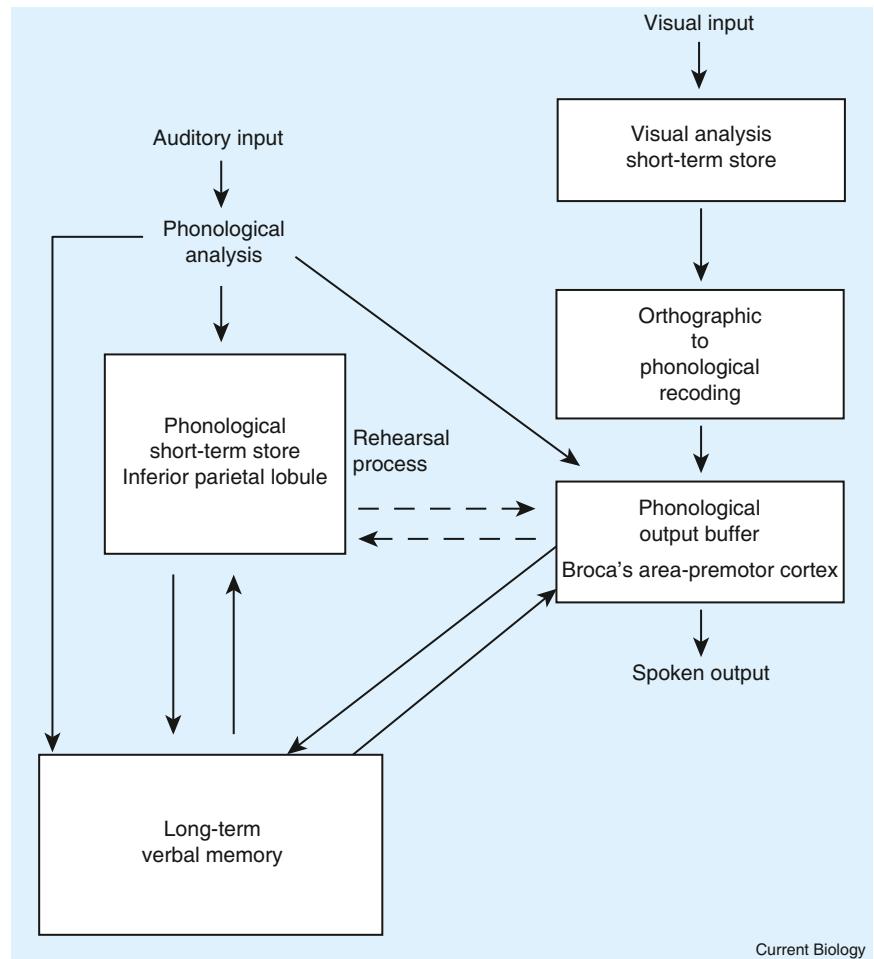 Visual input
Visual analysis
short-term store
Auditory input
Phonological
analysis
Orthographic
to
phonological
recoding
Phonological
short-term store
Inferior parietal lobule
Rehearsal
process
Phonological
output buffer
Broca's area-premotor cortex
Spoken output
Long-term
verbal memory
Current Biology